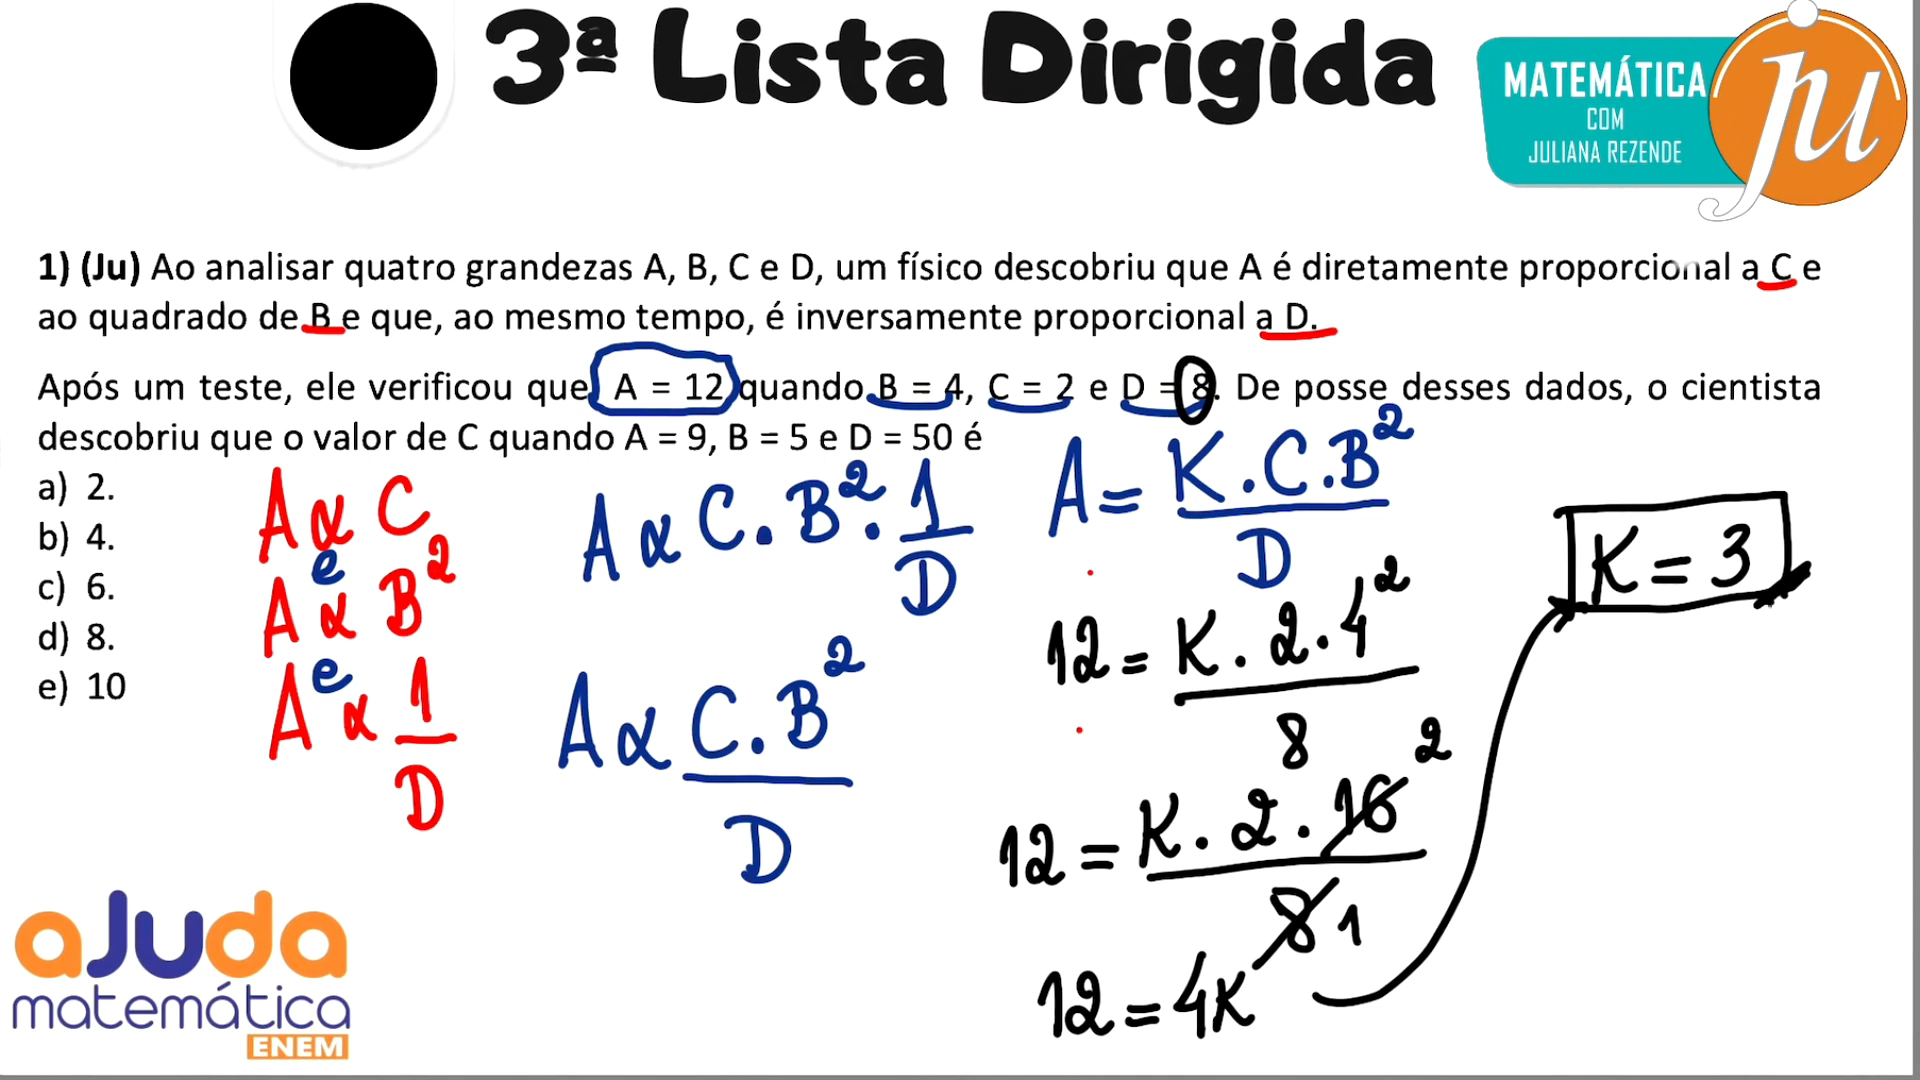 3ª Lista Dirigida
MATEMÁTICA
COM
JULIANA REZENDE
ju
1) (Ju) Ao analisar quatro grandezas A, B, C e D, um físico descobriu que A é diretamente proporcional a C e
ao quadrado de B e que, ao mesmo tempo, é inversamente proporcional a D.
Após um teste, ele verificou que A = 12 quando B = 4, C = 2 e D = 8. De posse desses dados, o cientista
descobriu que o valor de C quando A = 9, B = 5 e D = 50 é
a) 2.
b) 4.
c) 6.
d) 8.
e) 10
A α C
e
A α B²
e
A α 1/D
A α C . B² . 1/D
A α C . B²/D
A = K . C . B²/D
12 = K . 2 . 4²/8
12 = K . 2 . 16 2/8 1
12 = 4K
K = 3
aJuda
matemática
ENEM